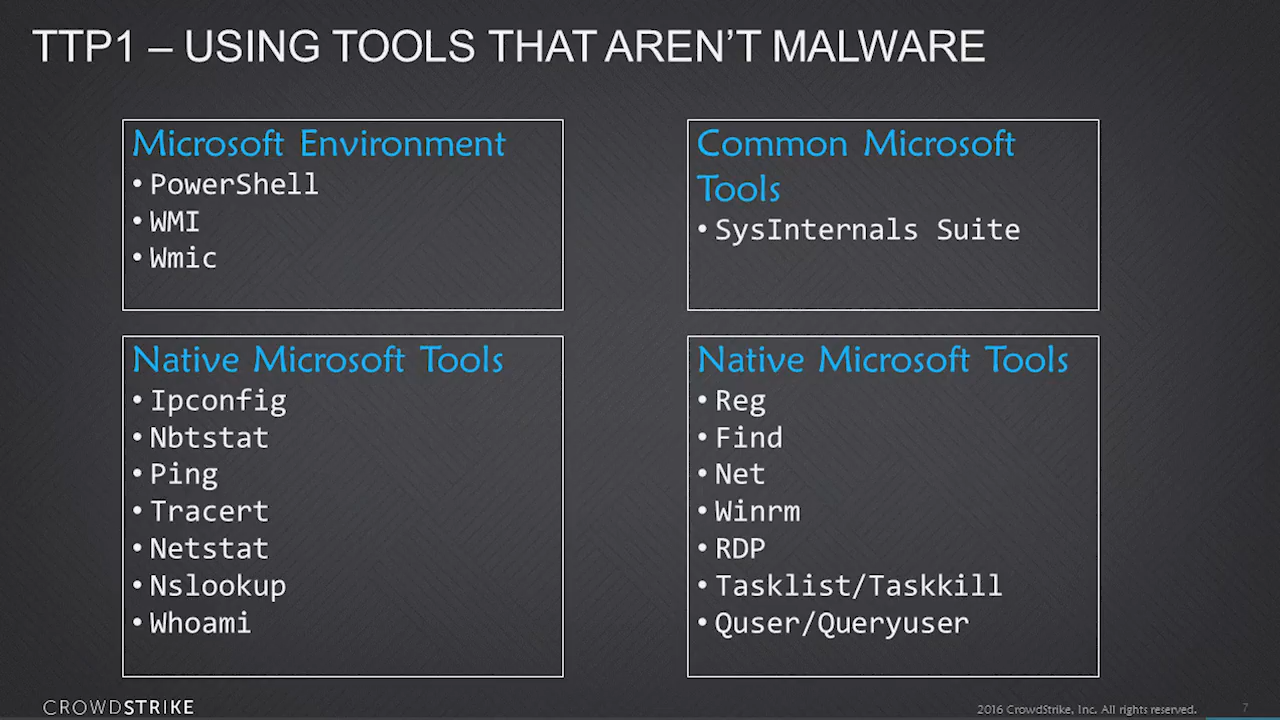 TTP1 – USING TOOLS THAT AREN'T MALWARE
Microsoft Environment
• PowerShell
• WMI
• Wmic
Common Microsoft
Tools
• SysInternals Suite
Native Microsoft Tools
• Ipconfig
• Nbtstat
• Ping
• Tracert
• Netstat
• Nslookup
• Whoami
Native Microsoft Tools
• Reg
• Find
• Net
• Winrm
• RDP
• Tasklist/Taskkill
• Quser/Queryuser
CROWDSTRIKE
2016 CrowdStrike, Inc. All rights reserved.
7